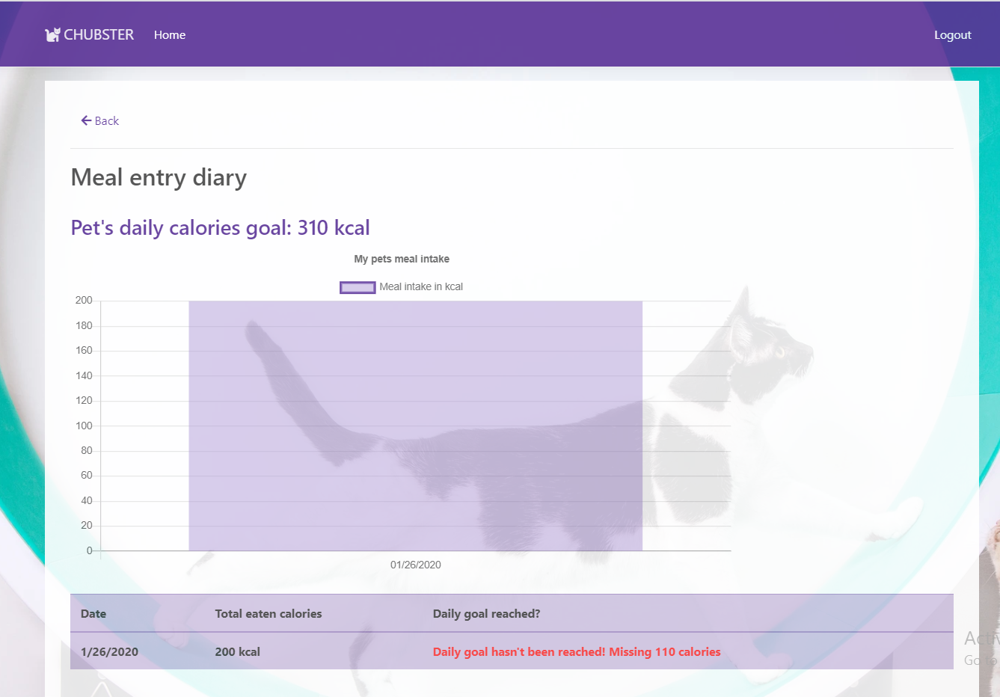 CHUBSTER Home Logout
Back
Meal entry diary
Pet's daily calories goal: 310 kcal
My pets meal intake
Meal intake in kcal
200
180
160
140
120
100
80
60
40
20
0
01/26/2020
Date Total eaten calories Daily goal reached?
1/26/2020 200 kcal Daily goal hasn't been reached! Missing 110 calories
Go to